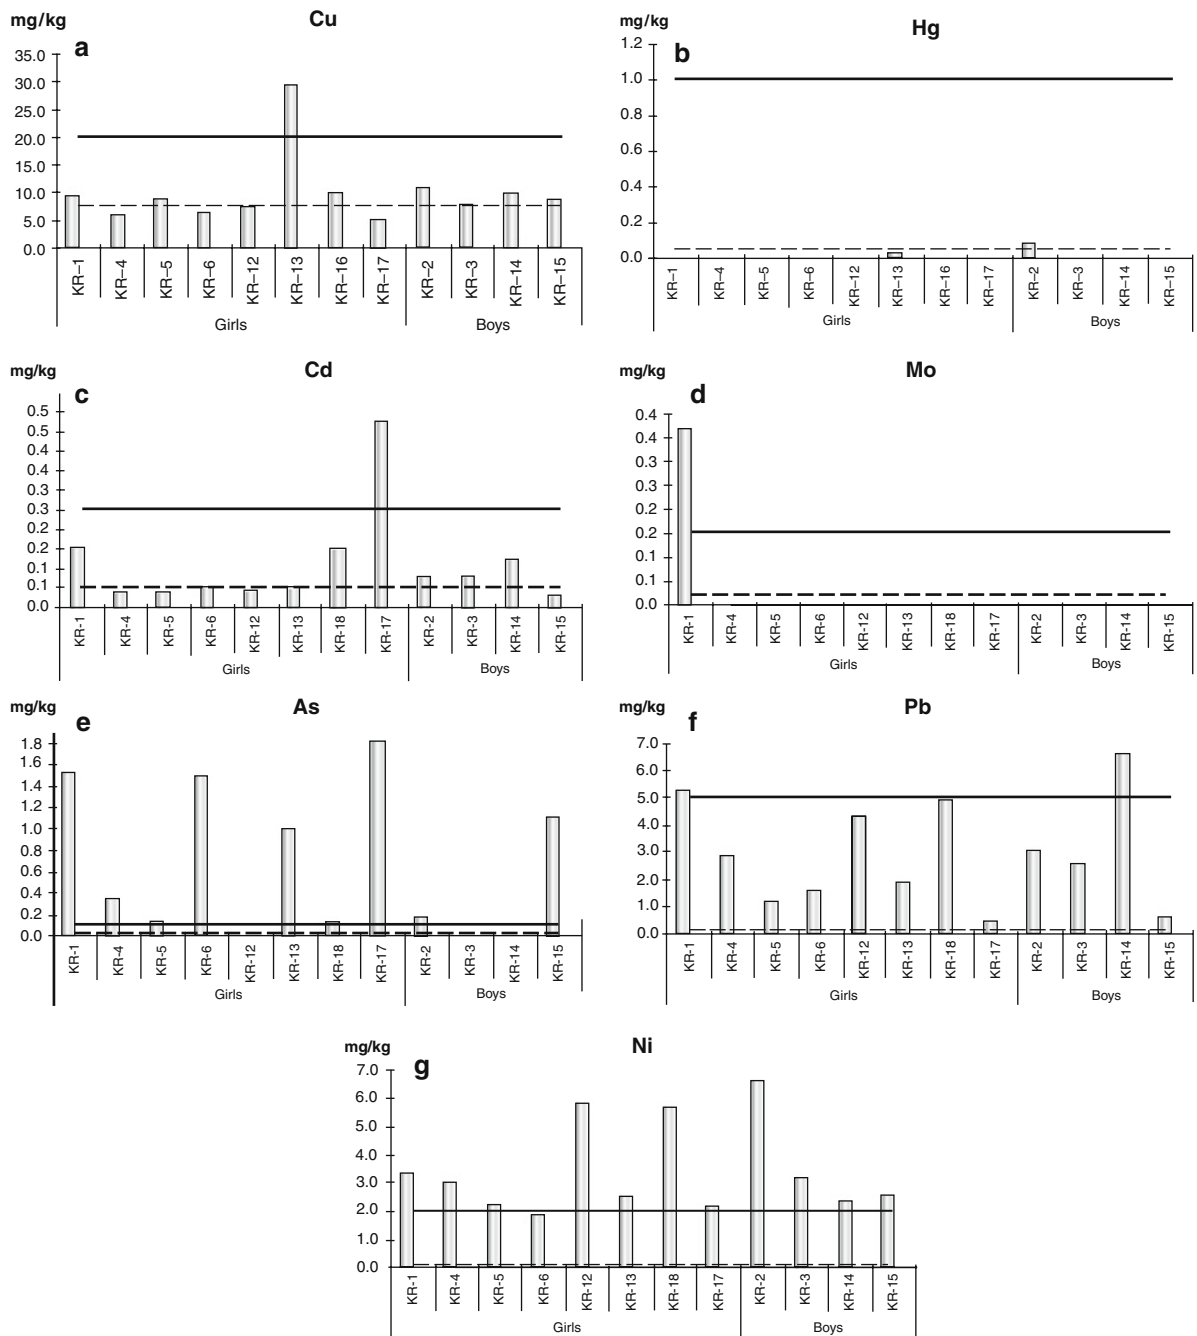 mg/kg
Cu
a
35.0
30.0
25.0
20.0
15.0
10.0
5.0
0.0
KR–1
KR–4
KR–5
KR–6
KR–12
KR–13
KR–16
KR–17
KR–2
KR–3
KR–14
KR–15
Girls
Boys
mg/kg
Hg
b
1.2
1.0
0.8
0.6
0.4
0.2
0.0
KR–1
KR–4
KR–5
KR–6
KR–12
KR–13
KR–16
KR–17
KR–2
KR–3
KR–14
KR–15
Girls
Boys
mg/kg
Cd
c
0.5
0.5
0.4
0.4
0.3
0.3
0.2
0.2
0.1
0.1
0.0
KR-1
KR-4
KR-5
KR-6
KR-12
KR-13
KR-18
KR-17
KR-2
KR-3
KR-14
KR-15
Girls
Boys
mg/kg
Mo
d
0.4
0.4
0.3
0.3
0.2
0.2
0.1
0.1
0.0
KR-1
KR-4
KR-5
KR-6
KR-12
KR-13
KR-18
KR-17
KR-2
KR-3
KR-14
KR-15
Girls
Boys
mg/kg
As
e
1.8
1.6
1.4
1.2
1.0
0.8
0.6
0.4
0.2
0.0
KR-1
KR-4
KR-5
KR-6
KR-12
KR-13
KR-18
KR-17
KR-2
KR-3
KR-14
KR-15
Girls
Boys
mg/kg
Pb
f
7.0
6.0
5.0
4.0
3.0
2.0
1.0
0.0
KR-1
KR-4
KR-5
KR-6
KR-12
KR-13
KR-18
KR-17
KR-2
KR-3
KR-14
KR-15
Girls
Boys
mg/kg
Ni
g
7.0
6.0
5.0
4.0
3.0
2.0
1.0
0.0
KR-1
KR-4
KR-5
KR-6
KR-12
KR-13
KR-18
KR-17
KR-2
KR-3
KR-14
KR-15
Girls
Boys